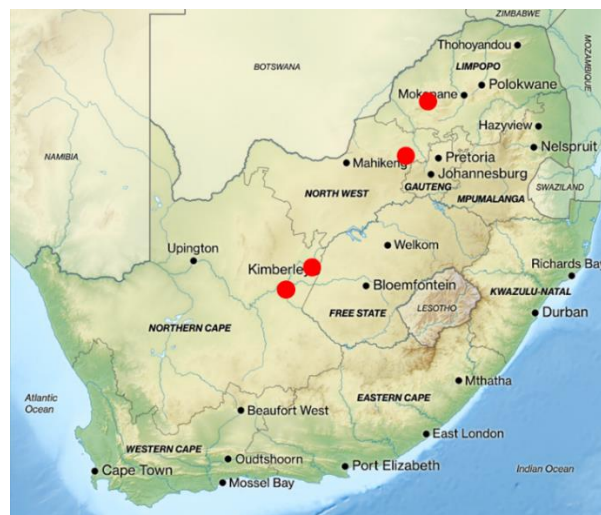 ZIMBABWE
Thohoyandou
MOZAMBIQUE
BOTSWANA
LIMPOPO
Polokwane
Hazyview
NAMIBIA
Mahikeng
Pretoria
Nelspruit
Johannesburg
NORTH WEST
GAUTENG
SWAZILAND
MPUMALANGA
Upington
Welkom
Kimberley
Richards Bay
Bloemfontein
KWAZULU-NATAL
LESOTHO
FREE STATE
Durban
NORTHERN CAPE
Mthatha
Atlantic
Ocean
EASTERN CAPE
Beaufort West
East London
WESTERN CAPE
Oudtshoorn
Port Elizabeth
Indian Ocean
Cape Town
Mossel Bay